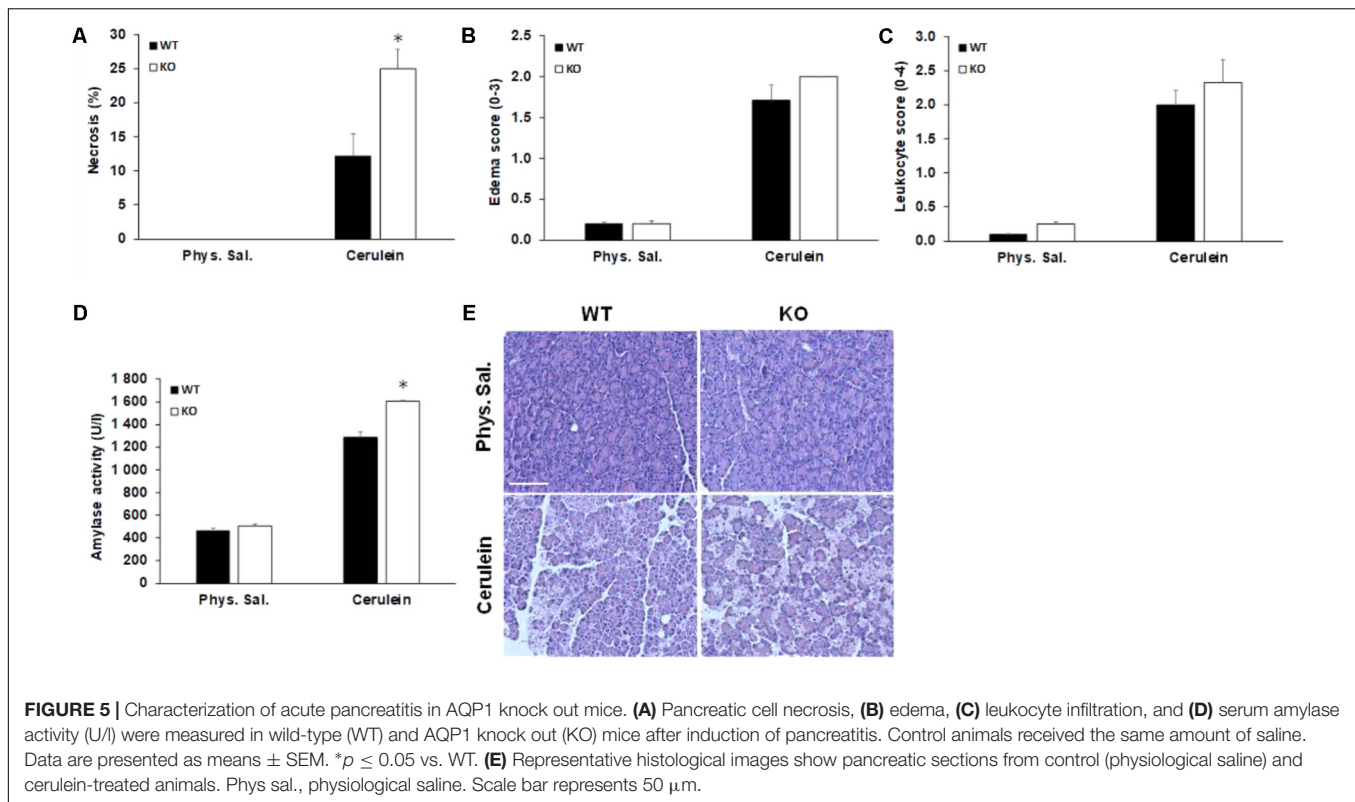 A
WT
KO
Necrosis (%)
30
25
20
15
10
5
0
*
Phys. Sal.
Cerulein
B
WT
KO
Edema score (0-3)
2.5
2.0
1.5
1.0
0.5
0.0
Phys. Sal.
Cerulein
C
WT
KO
Leukocyte score (0-4)
3.0
2.5
2.0
1.5
1.0
0.5
0.0
Phys. Sal.
Cerulein
D
WT
KO
Amylase activity (U/l)
1 800
1 600
1 400
1 200
1 000
800
600
400
200
0
*
Phys. Sal.
Cerulein
E
WT
KO
Phys. Sal.
Cerulein
FIGURE 5 | Characterization of acute pancreatitis in AQP1 knock out mice. (A) Pancreatic cell necrosis, (B) edema, (C) leukocyte infiltration, and (D) serum amylase
activity (U/l) were measured in wild-type (WT) and AQP1 knock out (KO) mice after induction of pancreatitis. Control animals received the same amount of saline.
Data are presented as means ± SEM. *p ≤ 0.05 vs. WT. (E) Representative histological images show pancreatic sections from control (physiological saline) and
cerulein-treated animals. Phys sal., physiological saline. Scale bar represents 50 μm.